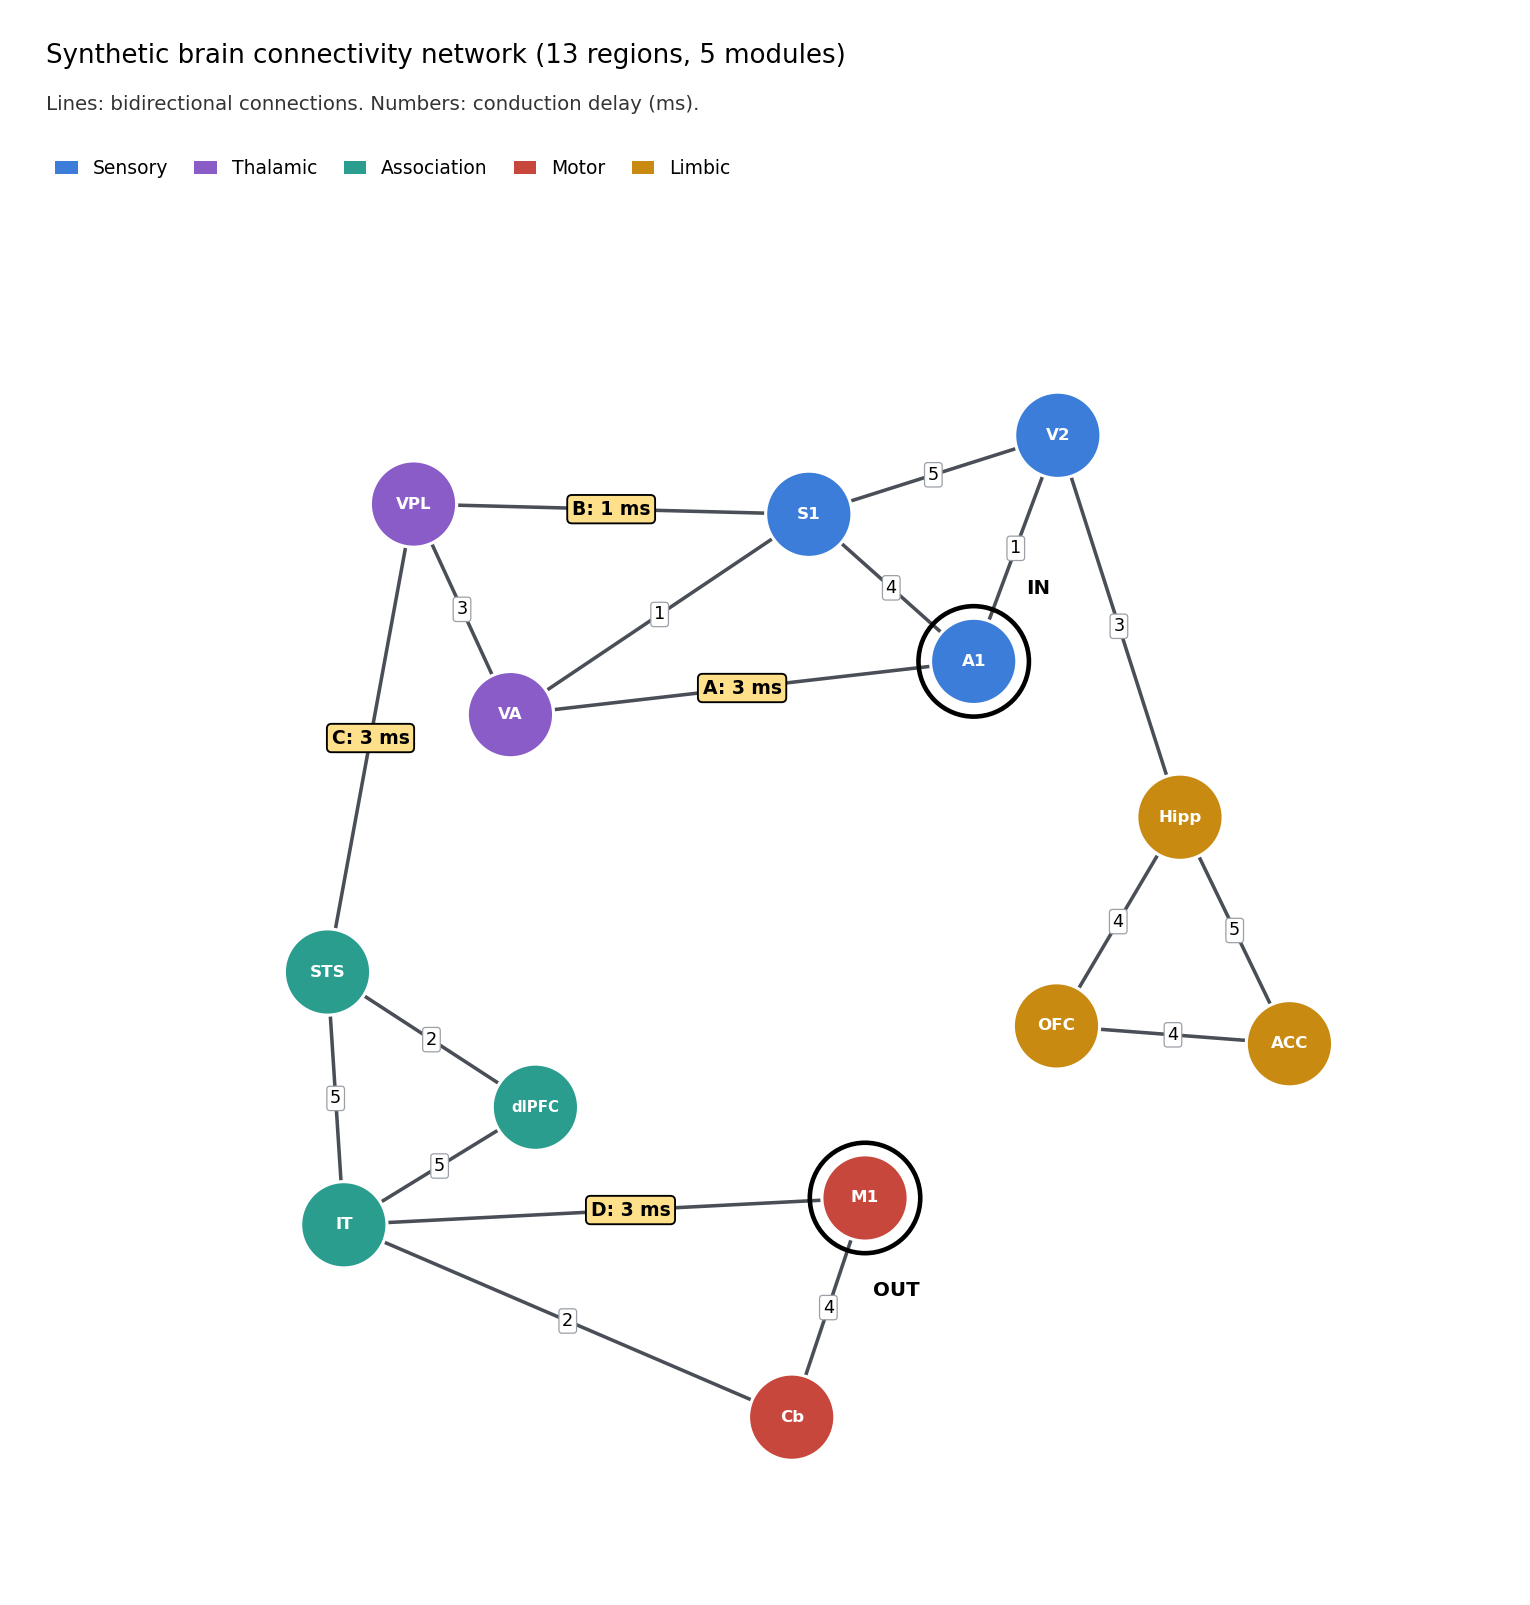 Synthetic brain connectivity network (13 regions, 5 modules)
Lines: bidirectional connections. Numbers: conduction delay (ms).
Sensory Thalamic Association Motor Limbic
V2
5
VPL
B: 1 ms
S1
1
4
IN
3
1
3
A1
A: 3 ms
VA
C: 3 ms
Hipp
4
5
STS
OFC
4
ACC
2
5
dlPFC
5
M1
D: 3 ms
IT
OUT
4
2
Cb